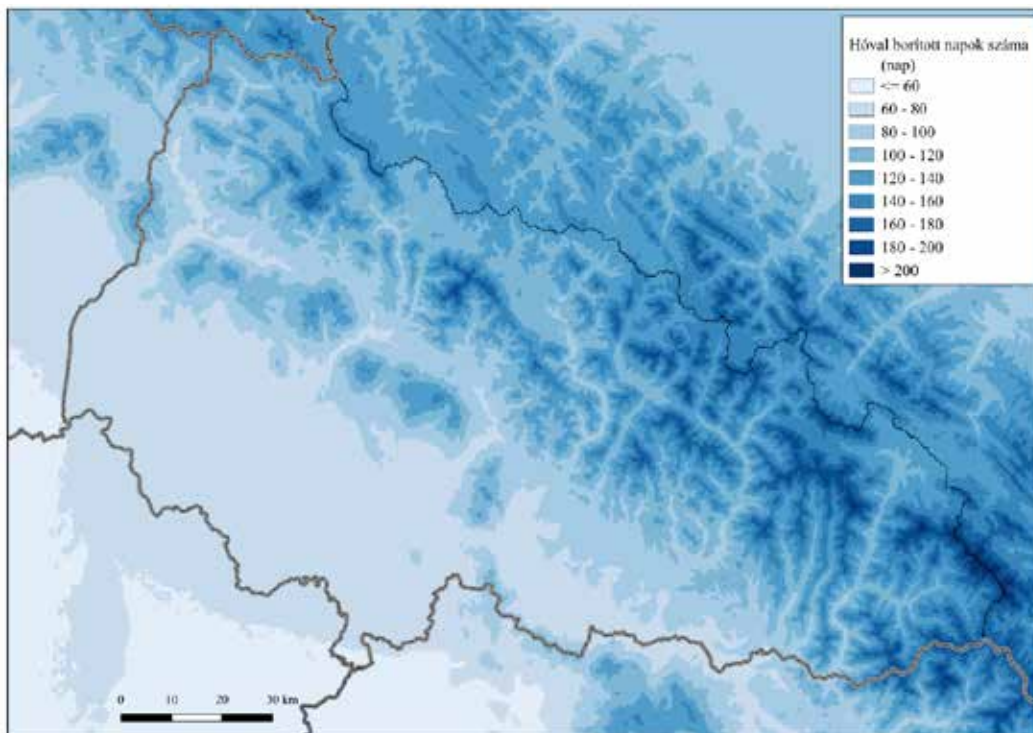 Hóval borított napok száma
(nap)
<= 60
60 - 80
80 - 100
100 - 120
120 - 140
140 - 160
160 - 180
180 - 200
> 200
0 10 20 30 km